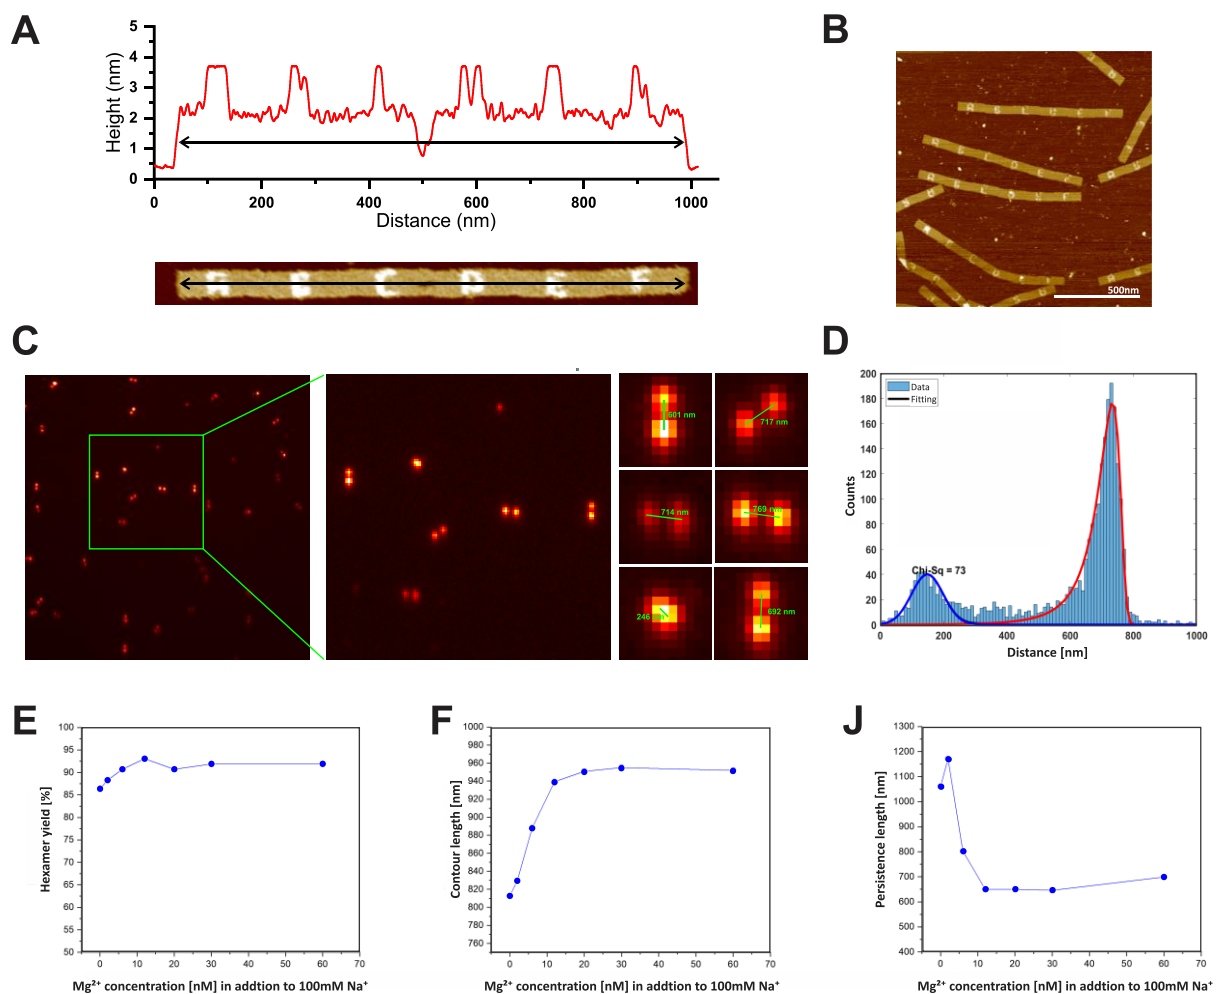 A
5
4
3
2
1
0
Height (nm)
0 200 400 600 800 1000
Distance (nm)
A B C D E F
B
500nm
C
601 nm
717 nm
714 nm
769 nm
246
692 nm
D
200
180
160
140
120
100
80
60
40
20
0
Counts
Data
Fitting
Chi-Sq = 73
0 200 400 600 800 1000
Distance [nm]
E
100
95
90
85
80
75
70
65
60
55
50
Hexamer yield [%]
0 10 20 30 40 50 60 70
Mg²⁺ concentration [nM] in addtion to 100mM Na⁺
F
1000
980
960
940
920
900
880
860
840
820
800
780
760
Contour length [nm]
0 10 20 30 40 50 60 70
Mg²⁺ concentration [nM] in addtion to 100mM Na⁺
J
1300
1200
1100
1000
900
800
700
600
500
400
Persistence length [nm]
0 10 20 30 40 50 60 70
Mg²⁺ concentration [nM] in addtion to 100mM Na⁺